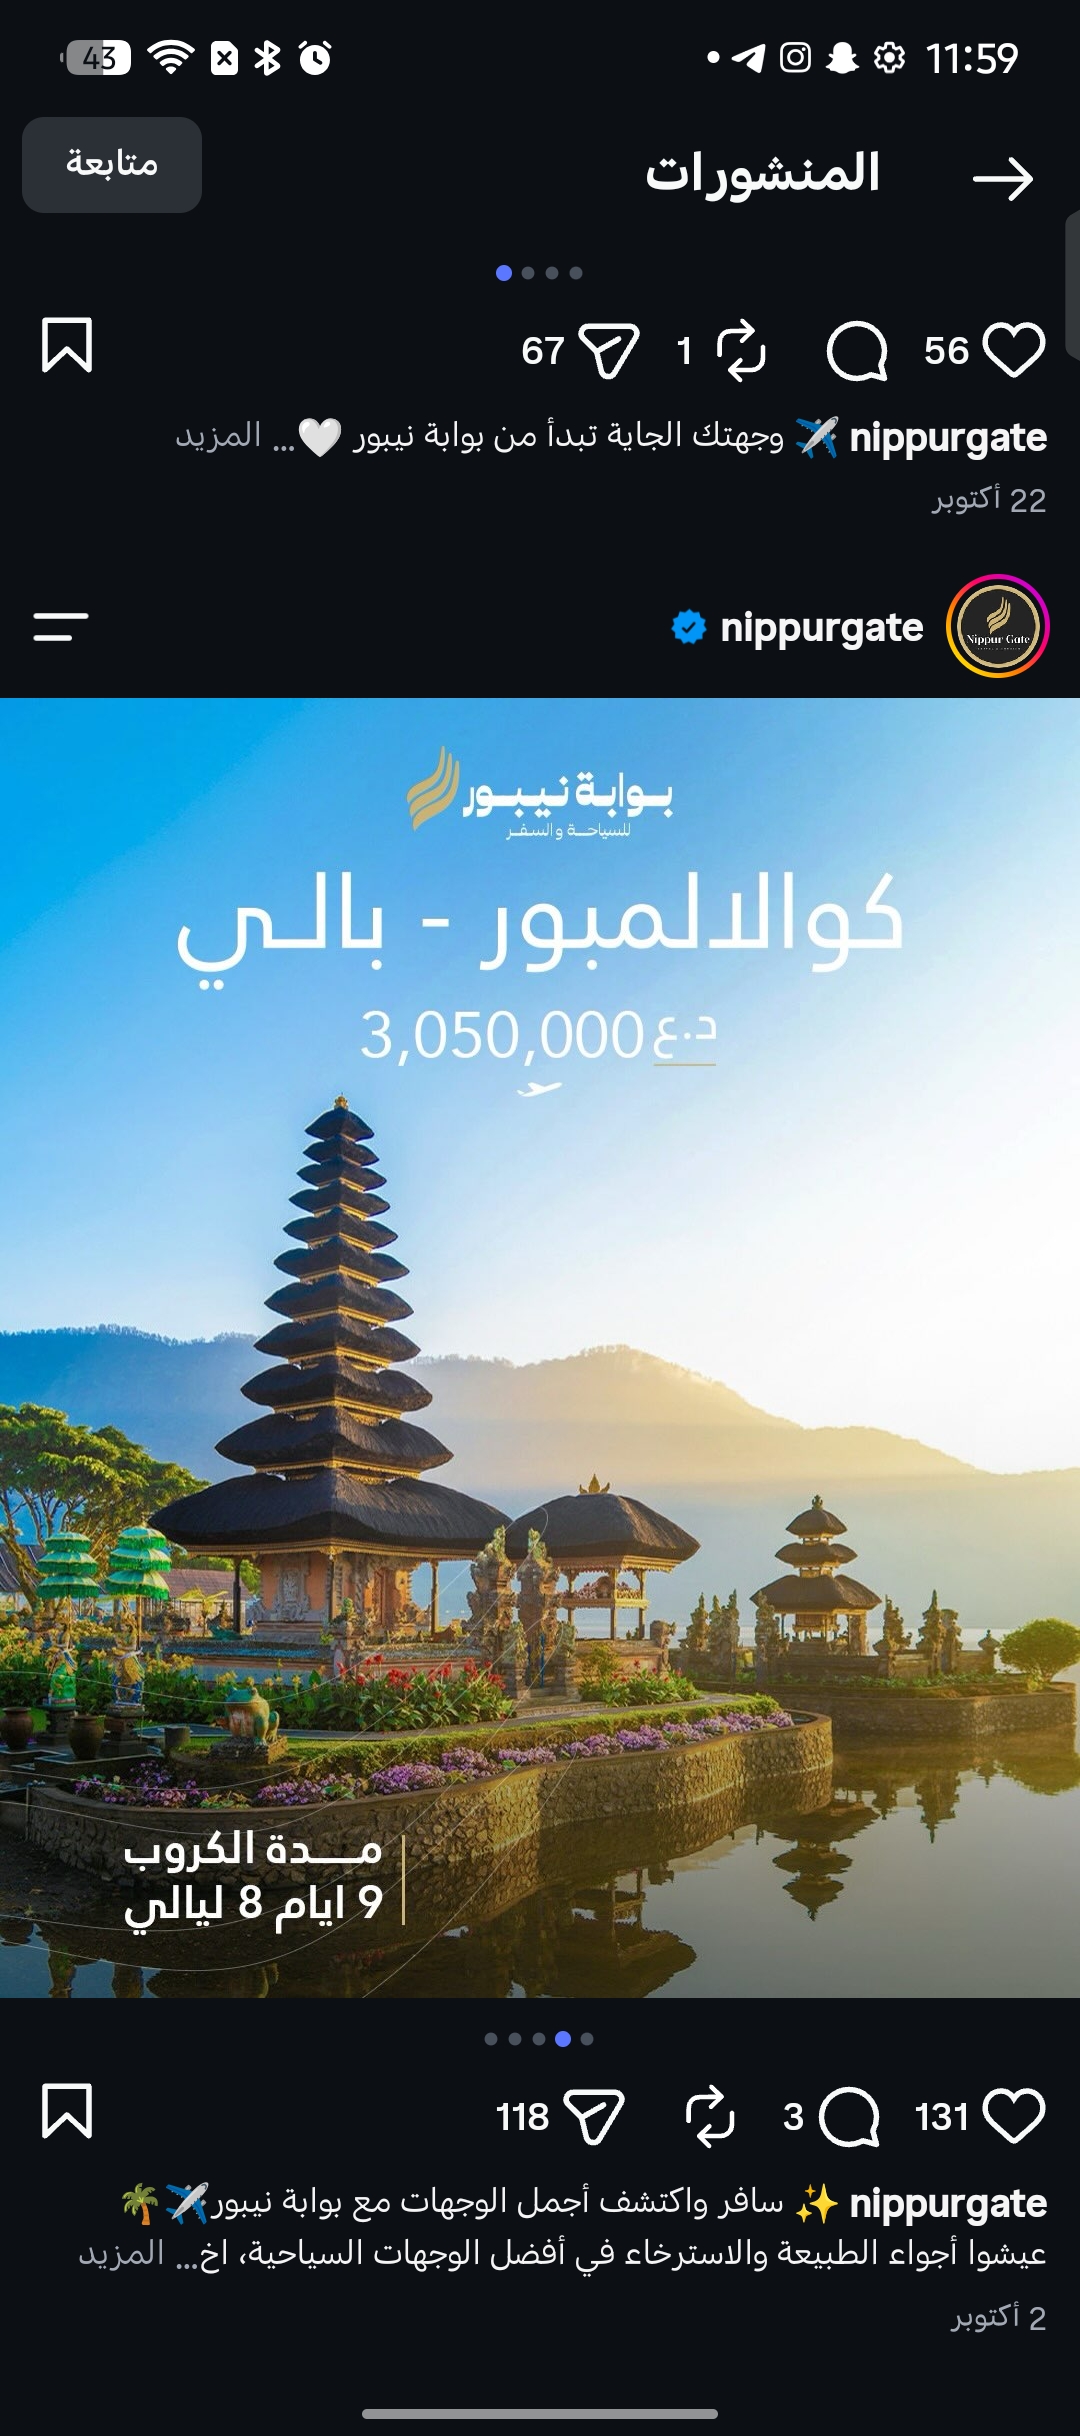 43
11:59
المنشورات
متابعة
56
1
67
nippurgate ✈️ وجهتك الجاية تبدأ من بوابة نيبور 🤍... المزيد
22 أكتوبر
Nippur Gate
nippurgate
بوابة نيبور
للسياحة والسفر
كوالالمبور - بالي
3,050,000 د.ع
مدة الكروب
9 ايام 8 ليالي
131
3
118
nippurgate ✨ سافر واكتشف أجمل الوجهات مع بوابة نيبور✈️🌴
عيشوا أجواء الطبيعة والاسترخاء في أفضل الوجهات السياحية، اخ... المزيد
2 أكتوبر